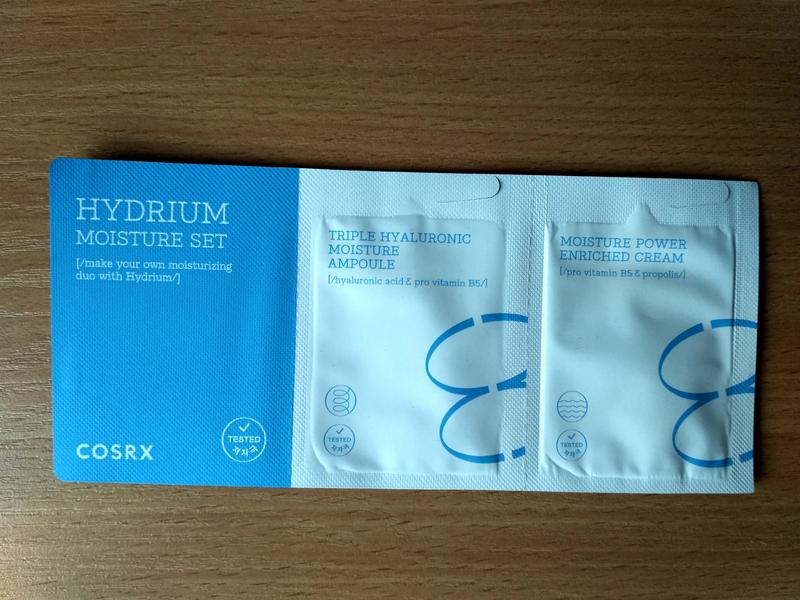 HYDRIUM
MOISTURE SET
[/make your own moisturizing
duo with Hydrium/]
COSRX
TESTED
TRIPLE HYALURONIC
MOISTURE
AMPOULE
[/hyaluronic acid & pro vitamin B5/]
TESTED
MOISTURE POWER
ENRICHED CREAM
[/pro vitamin B5 & propolis/]
TESTED